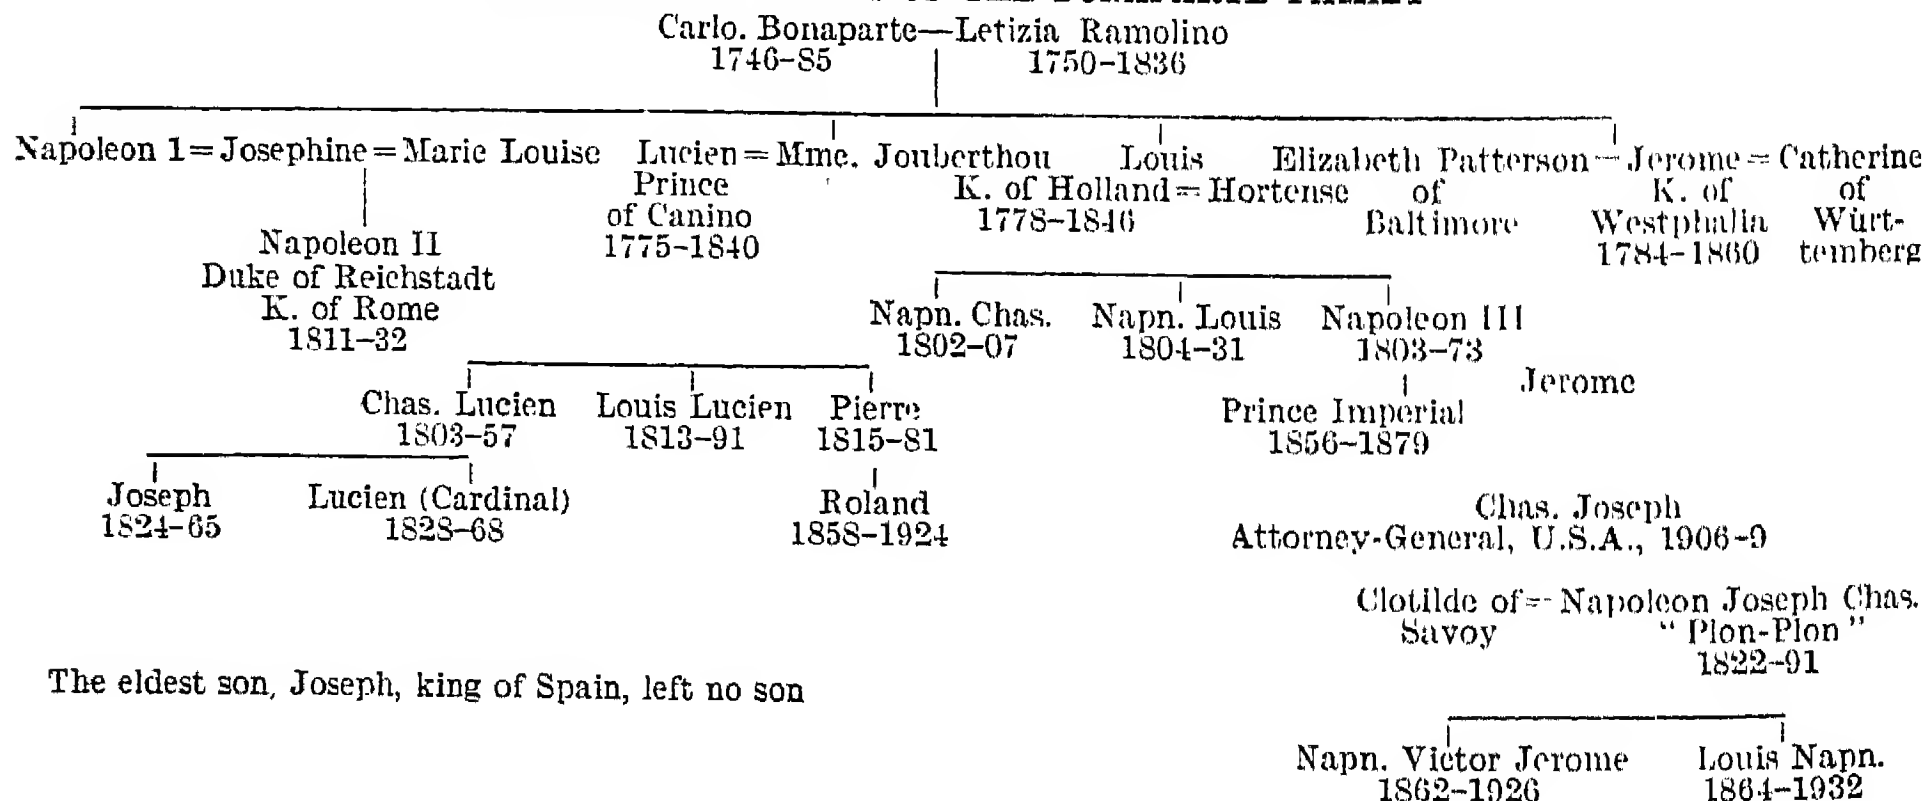 Carlo. Bonaparte—Letizia Ramolino
1746-85 1750-1836
Napoleon 1=Josephine=Marie Louise Lucien=Mme. Jouberthou Louis Elizabeth Patterson—Jerome=Catherine
Prince K. of Holland=Hortense of K. of of
of Canino 1778-1846 Baltimore Westphalia Würt-
1775-1840 1784-1860 temberg
Napoleon II
Duke of Reichstadt
K. of Rome
1811-32
Napn. Chas. Napn. Louis Napoleon III
1802-07 1804-31 1803-73
Jerome
Chas. Lucien Louis Lucien Pierre Prince Imperial
1803-57 1813-91 1815-81 1856-1879
Joseph Lucien (Cardinal) Roland Chas. Joseph
1824-65 1828-68 1858-1924 Attorney-General, U.S.A., 1906-9
Clotilde of=Napoleon Joseph Chas.
Savoy "Plon-Plon"
1822-91
The eldest son, Joseph, king of Spain, left no son
Napn. Victor Jerome Louis Napn.
1862-1926 1864-1932